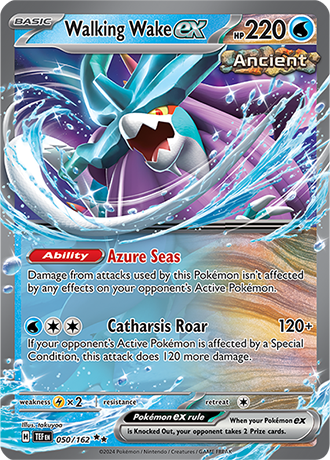 BASIC Walking Wake ex HP 220
Ancient
Ability Azure Seas
Damage from attacks used by this Pokémon isn't affected
by any effects on your opponent's Active Pokémon.
Catharsis Roar 120+
If your opponent's Active Pokémon is affected by a Special
Condition, this attack does 120 more damage.
weakness ×2 resistance retreat
Illus. takuyoa
H TEF EN 050/162 ★★
Pokémon ex rule When your Pokémon ex
is Knocked Out, your opponent takes 2 Prize cards.
©2024 Pokémon / Nintendo / Creatures / GAME FREAK